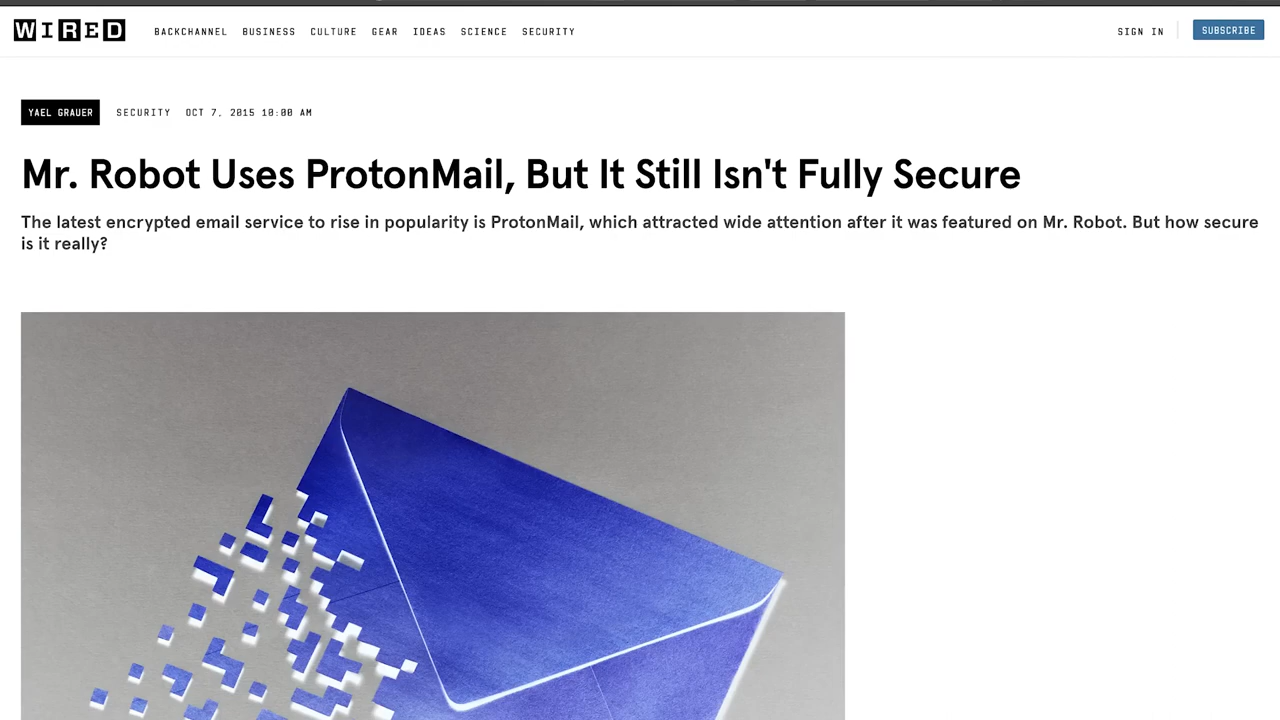 WIRED
BACKCHANNEL BUSINESS CULTURE GEAR IDEAS SCIENCE SECURITY
SIGN IN
SUBSCRIBE
YAEL GRAUER SECURITY OCT 7, 2015 10:00 AM
Mr. Robot Uses ProtonMail, But It Still Isn't Fully Secure
The latest encrypted email service to rise in popularity is ProtonMail, which attracted wide attention after it was featured on Mr. Robot. But how secure
is it really?